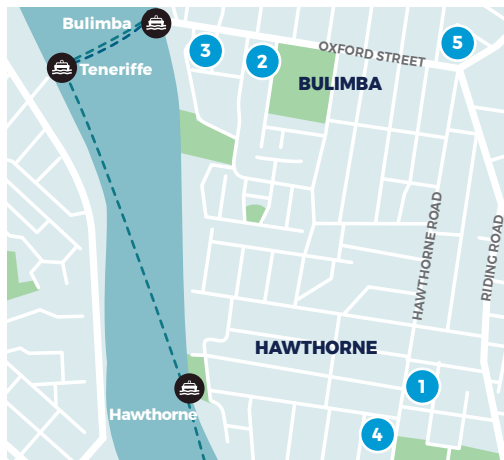 Bulimba
Teneriffe
3
2
OXFORD STREET
5
BULIMBA
HAWTHORNE ROAD
RIDING ROAD
HAWTHORNE
1
Hawthorne
4